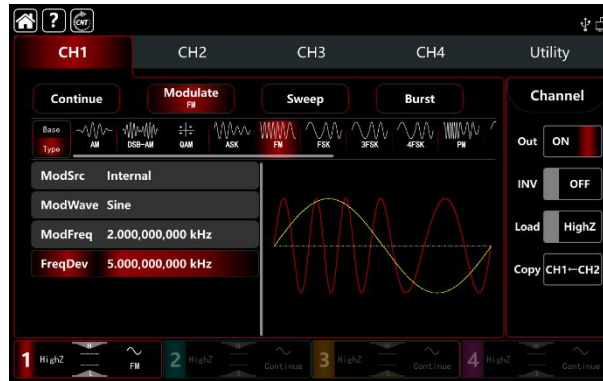 ? CNT
CH1 CH2 CH3 CH4 Utility
Continue Modulate FM Sweep Burst Channel
Base Type AM DSB-AM QAM ASK FM FSK 3FSK 4FSK PM
Out ON
ModSrc Internal
INV OFF
ModWave Sine
ModFreq 2.000,000,000 kHz
Load HighZ
FreqDev 5.000,000,000 kHz
Copy CH1←CH2
1 HighZ H L FM 2 HighZ Continue 3 HighZ Continue 4 HighZ Continue